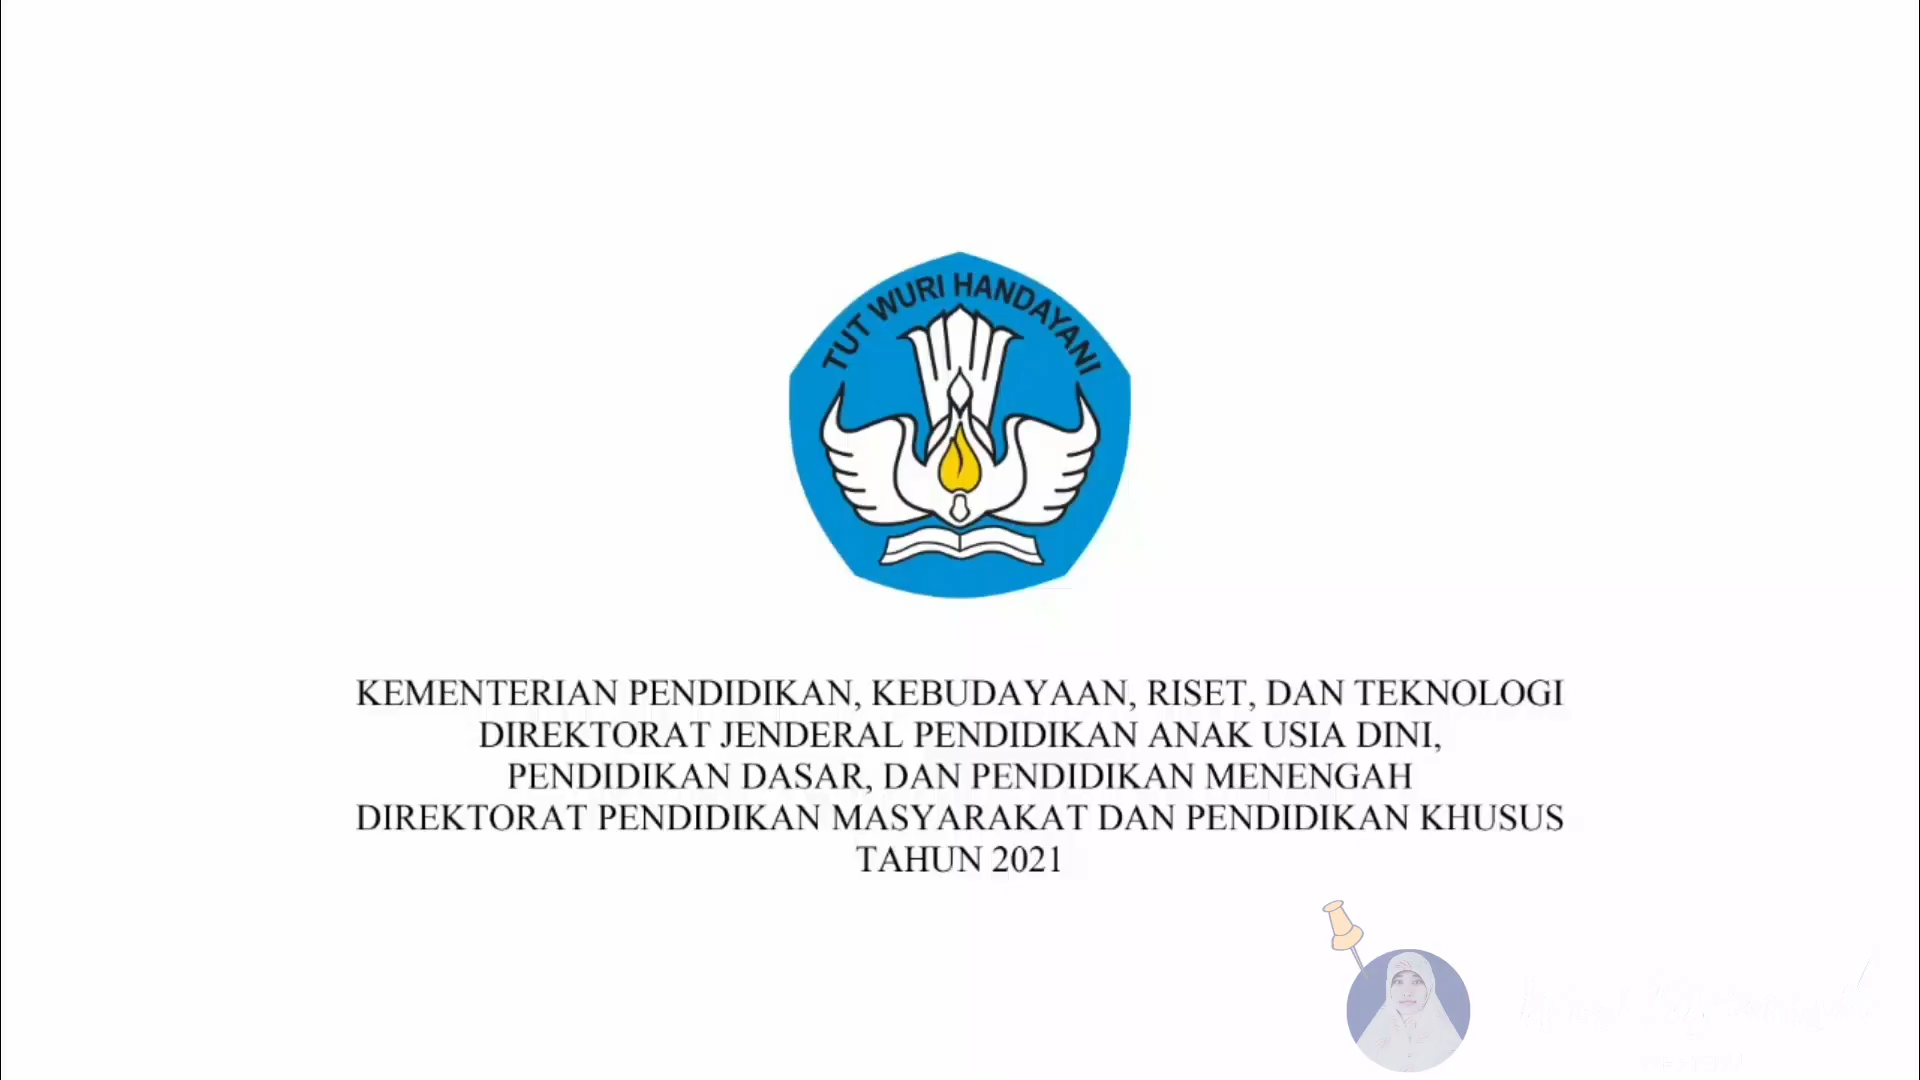 TUT WURI HANDAYANI
KEMENTERIAN PENDIDIKAN, KEBUDAYAAN, RISET, DAN TEKNOLOGI
DIREKTORAT JENDERAL PENDIDIKAN ANAK USIA DINI,
PENDIDIKAN DASAR, DAN PENDIDIKAN MENENGAH
DIREKTORAT PENDIDIKAN MASYARAKAT DAN PENDIDIKAN KHUSUS
TAHUN 2021